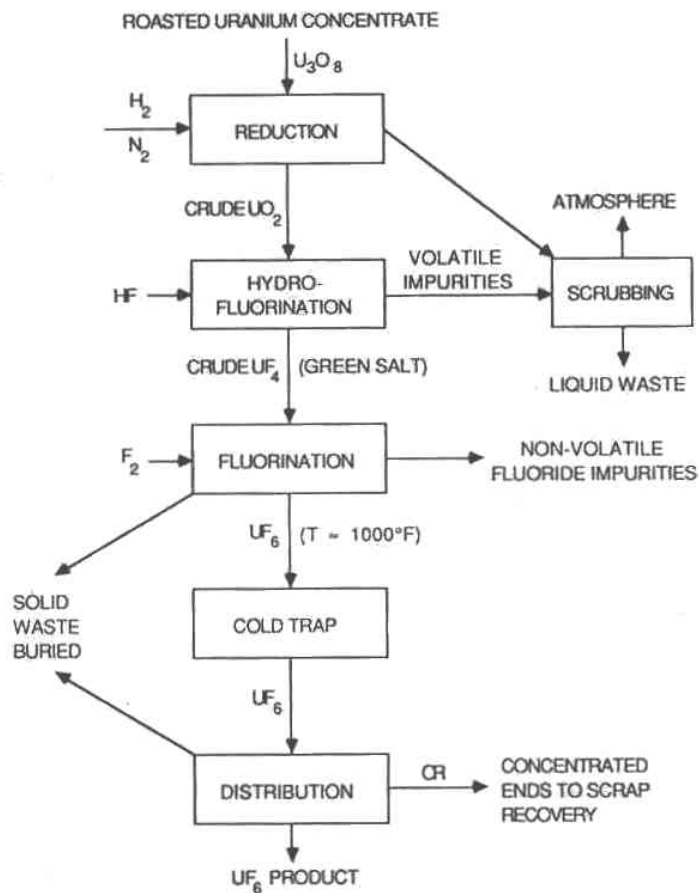 ROASTED URANIUM CONCENTRATE
U3O8
H2
N2
REDUCTION
CRUDE UO2
ATMOSPHERE
VOLATILE
IMPURITIES
HF
HYDRO-
FLUORINATION
SCRUBBING
CRUDE UF4 (GREEN SALT)
LIQUID WASTE
F2
FLUORINATION
NON-VOLATILE
FLUORIDE IMPURITIES
UF6 (T ≈ 1000°F)
SOLID
WASTE
BURIED
COLD TRAP
UF6
DISTRIBUTION
CR
CONCENTRATED
ENDS TO SCRAP
RECOVERY
UF6 PRODUCT